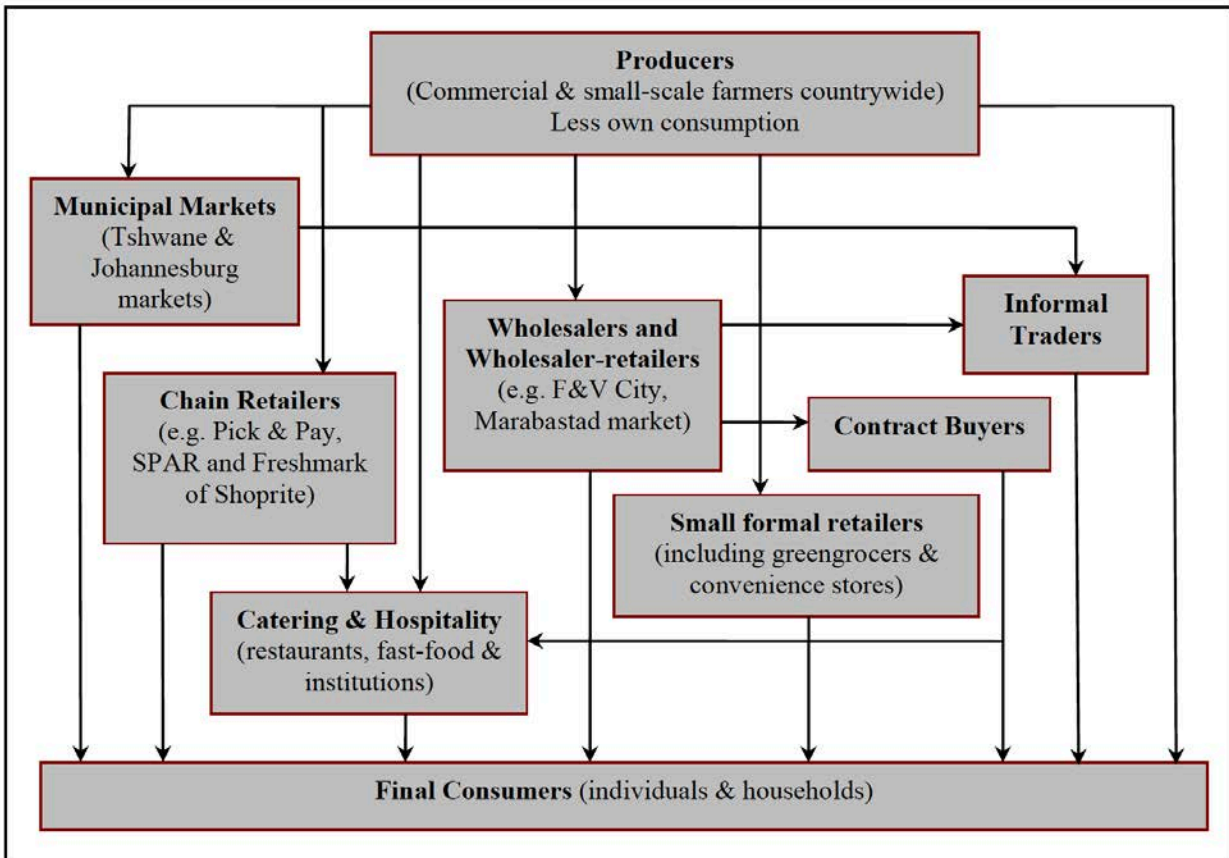 Producers
(Commercial & small-scale farmers countrywide)
Less own consumption
Municipal Markets
(Tshwane &
Johannesburg
markets)
Informal
Traders
Wholesalers and
Wholesaler-retailers
(e.g. F&V City,
Marabastad market)
Chain Retailers
(e.g. Pick & Pay,
SPAR and Freshmark
of Shoprite)
Contract Buyers
Small formal retailers
(including greengrocers &
convenience stores)
Catering & Hospitality
(restaurants, fast-food &
institutions)
Final Consumers (individuals & households)